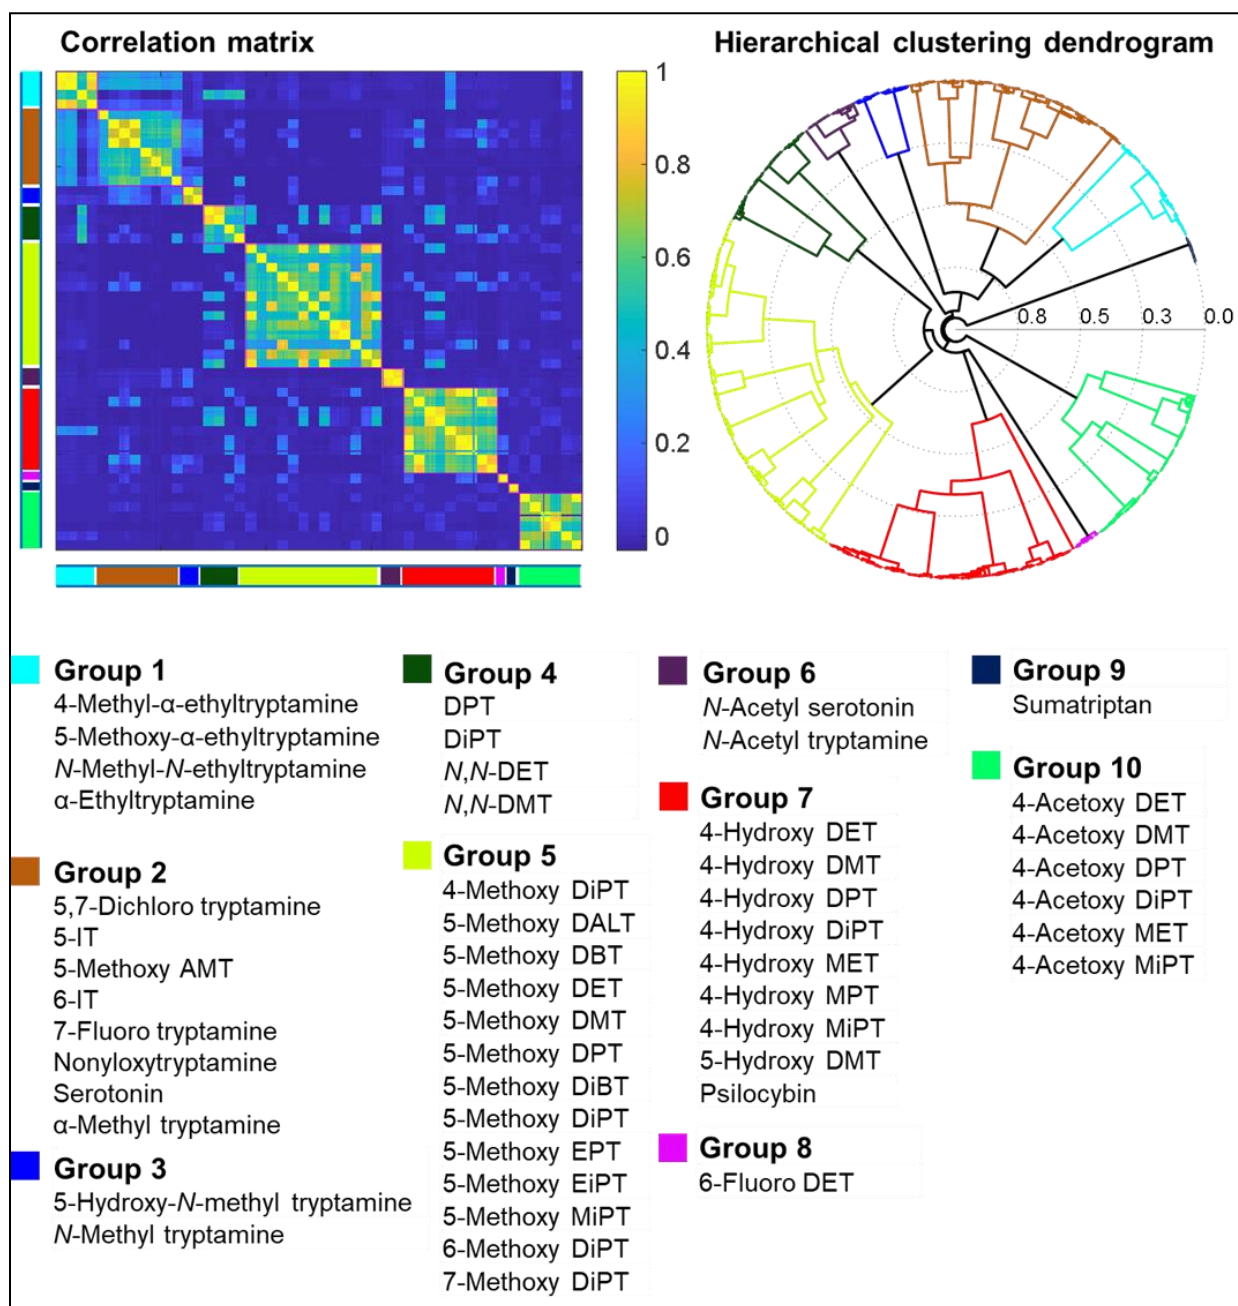 Correlation matrix
Hierarchical clustering dendrogram
1
0.8
0.6
0.4
0.2
0
0.8
0.5
0.3
0.0
Group 1
4-Methyl-α-ethyltryptamine
5-Methoxy-α-ethyltryptamine
N-Methyl-N-ethyltryptamine
α-Ethyltryptamine
Group 2
5,7-Dichloro tryptamine
5-IT
5-Methoxy AMT
6-IT
7-Fluoro tryptamine
Nonyloxytryptamine
Serotonin
α-Methyl tryptamine
Group 3
5-Hydroxy-N-methyl tryptamine
N-Methyl tryptamine
Group 4
DPT
DiPT
N,N-DET
N,N-DMT
Group 5
4-Methoxy DiPT
5-Methoxy DALT
5-Methoxy DBT
5-Methoxy DET
5-Methoxy DMT
5-Methoxy DPT
5-Methoxy DiBT
5-Methoxy DiPT
5-Methoxy EPT
5-Methoxy EiPT
5-Methoxy MiPT
6-Methoxy DiPT
7-Methoxy DiPT
Group 6
N-Acetyl serotonin
N-Acetyl tryptamine
Group 7
4-Hydroxy DET
4-Hydroxy DMT
4-Hydroxy DPT
4-Hydroxy DiPT
4-Hydroxy MET
4-Hydroxy MPT
4-Hydroxy MiPT
5-Hydroxy DMT
Psilocybin
Group 8
6-Fluoro DET
Group 9
Sumatriptan
Group 10
4-Acetoxy DET
4-Acetoxy DMT
4-Acetoxy DPT
4-Acetoxy DiPT
4-Acetoxy MET
4-Acetoxy MiPT